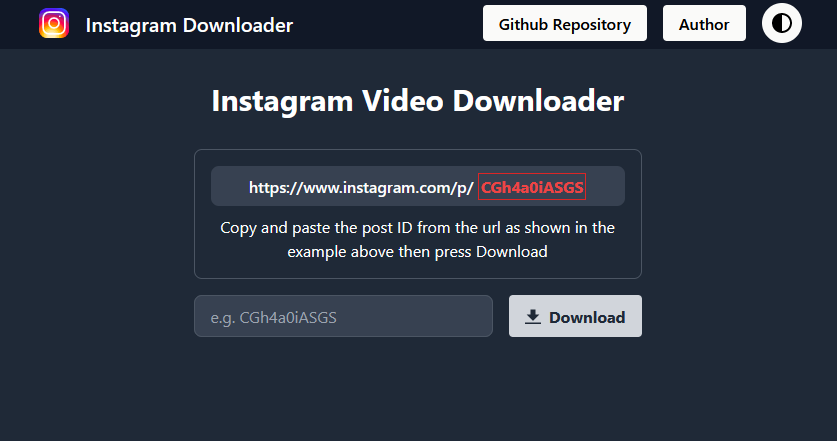 Instagram Downloader
Github Repository
Author
Instagram Video Downloader
https://www.instagram.com/p/ CGh4a0iASGS
Copy and paste the post ID from the url as shown in the
example above then press Download
e.g. CGh4a0iASGS
Download